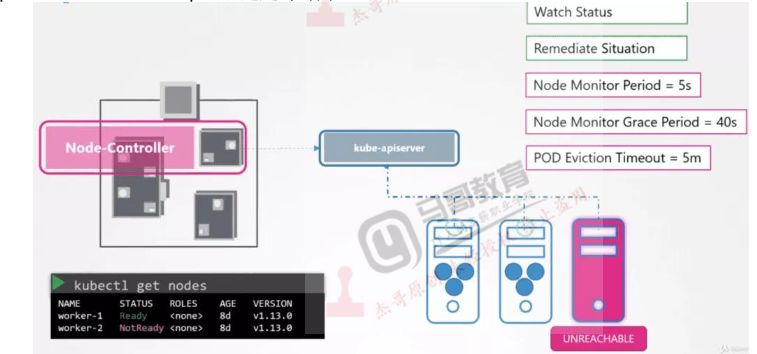 Watch Status
Remediate Situation
Node Monitor Period = 5s
Node Monitor Grace Period = 40s
POD Eviction Timeout = 5m
Node-Controller
kube-apiserver
马哥教育
kubectl get nodes
NAME STATUS ROLES AGE VERSION
worker-1 Ready <none> 8d v1.13.0
worker-2 NotReady <none> 8d v1.13.0
UNREACHABLE